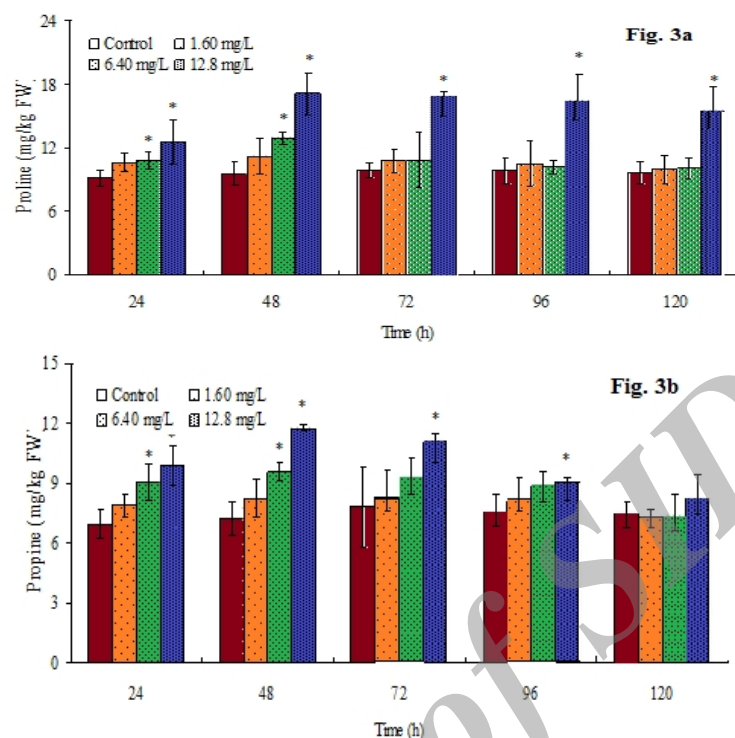 24
18
12
6
0
Proline (mg/kg FW)
Control 1.60 mg/L
6.40 mg/L 12.8 mg/L
Fig. 3a
* * * * * * *
24 48 72 96 120
Time (h)
15
12
9
6
3
0
Propine (mg/kg FW)
Control 1.60 mg/L
6.40 mg/L 12.8 mg/L
Fig. 3b
* * * * * *
24 48 72 96 120
Time (h)
of SID